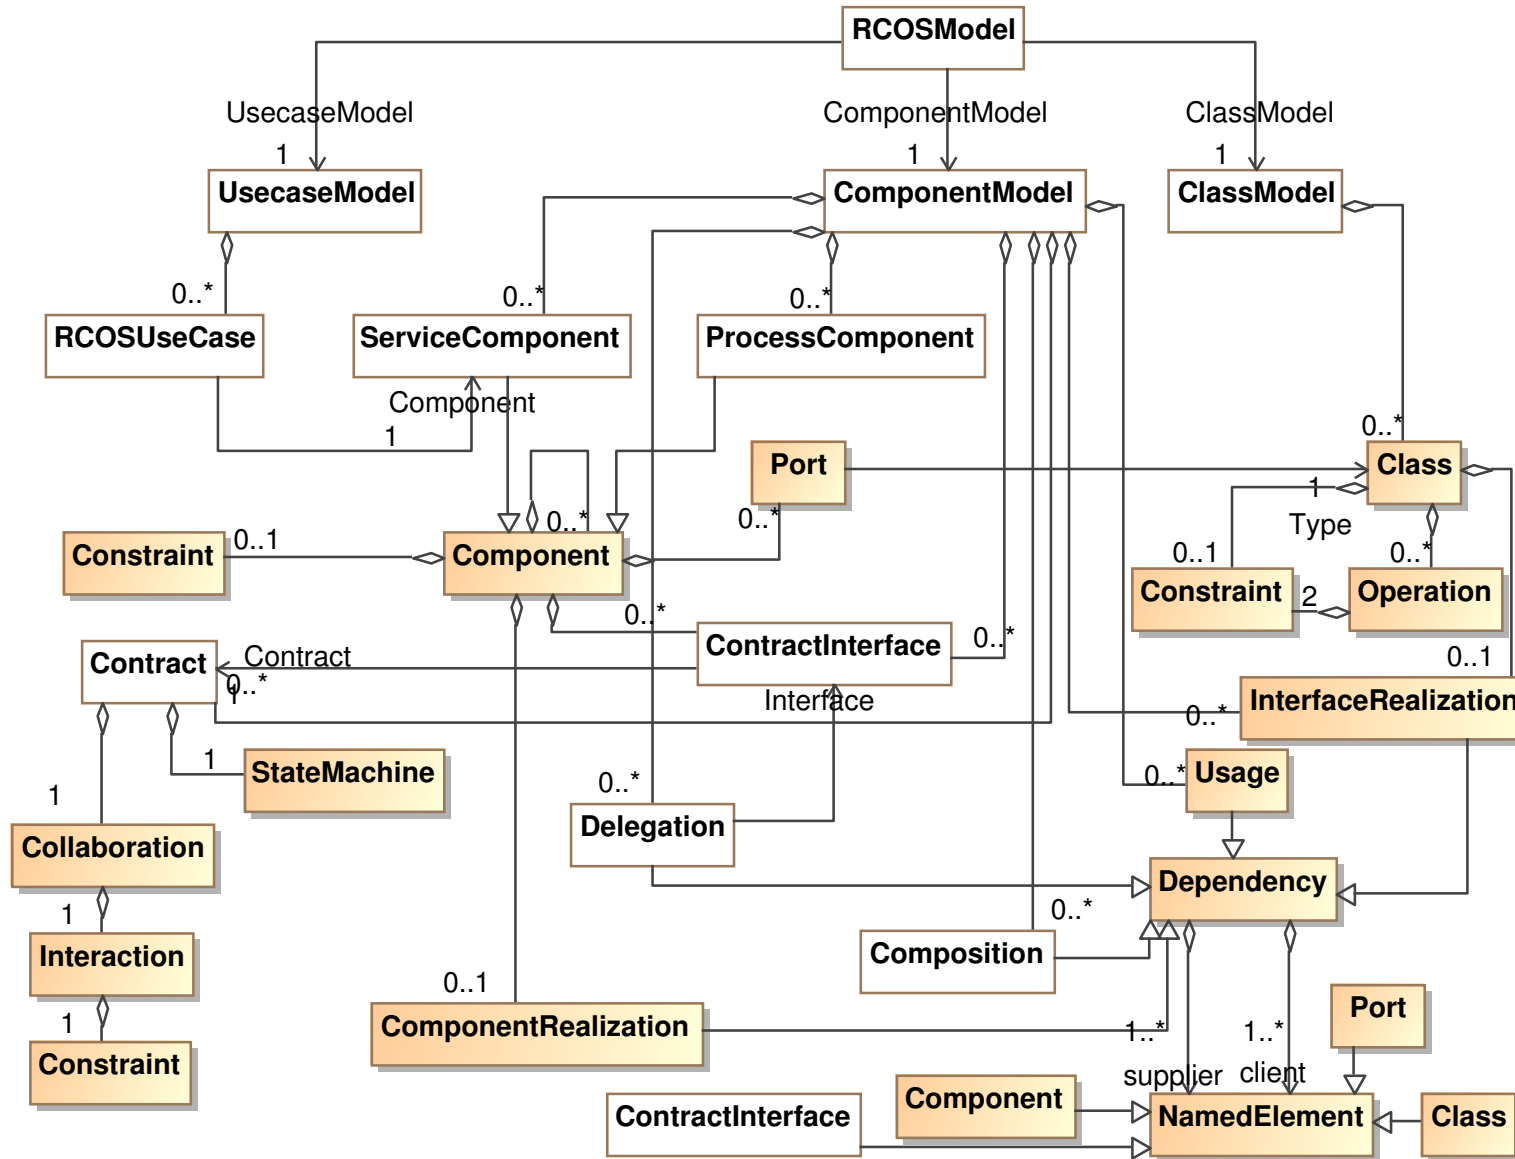 RCOSModel
UsecaseModel
ComponentModel
ClassModel
1
1
1
UsecaseModel
ComponentModel
ClassModel
0..*
0..*
0..*
RCOSUseCase
ServiceComponent
ProcessComponent
Component
1
0..*
Port
Class
1
0..*
0..*
Type
Constraint
0..1
Component
0..1
0..*
Constraint
2
Operation
0..*
ContractInterface
0..*
0..1
Contract
Contract
0..*
1
Interface
InterfaceRealization
0..*
1
StateMachine
0..*
Usage
1
0..*
Collaboration
Delegation
Dependency
1
0..*
Interaction
Composition
0..1
Port
1
ComponentRealization
1..*
1..*
Constraint
supplier
client
Component
ContractInterface
NamedElement
Class